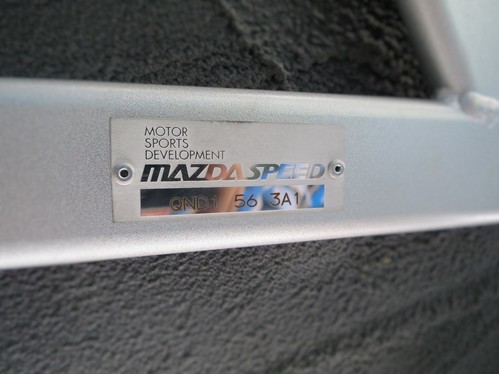 MOTOR
SPORTS
DEVELOPMENT
MAZDASPEED
QND1 56 3A1